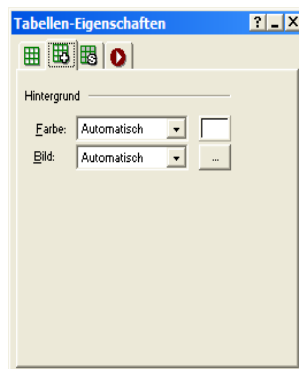 Tabellen-Eigenschaften
Hintergrund
Farbe: Automatisch
Bild: Automatisch ...